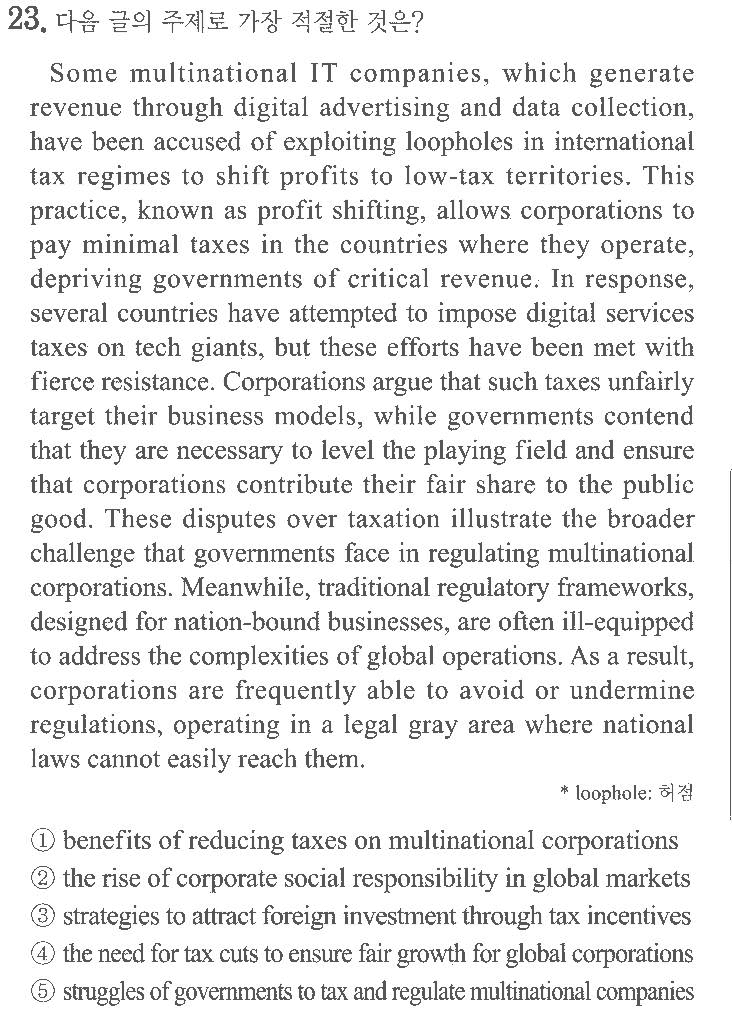 23. 다음 글의 주제로 가장 적절한 것은?
Some multinational IT companies, which generate
revenue through digital advertising and data collection,
have been accused of exploiting loopholes in international
tax regimes to shift profits to low-tax territories. This
practice, known as profit shifting, allows corporations to
pay minimal taxes in the countries where they operate,
depriving governments of critical revenue. In response,
several countries have attempted to impose digital services
taxes on tech giants, but these efforts have been met with
fierce resistance. Corporations argue that such taxes unfairly
target their business models, while governments contend
that they are necessary to level the playing field and ensure
that corporations contribute their fair share to the public
good. These disputes over taxation illustrate the broader
challenge that governments face in regulating multinational
corporations. Meanwhile, traditional regulatory frameworks,
designed for nation-bound businesses, are often ill-equipped
to address the complexities of global operations. As a result,
corporations are frequently able to avoid or undermine
regulations, operating in a legal gray area where national
laws cannot easily reach them.
* loophole: 허점
① benefits of reducing taxes on multinational corporations
② the rise of corporate social responsibility in global markets
③ strategies to attract foreign investment through tax incentives
④ the need for tax cuts to ensure fair growth for global corporations
⑤ struggles of governments to tax and regulate multinational companies